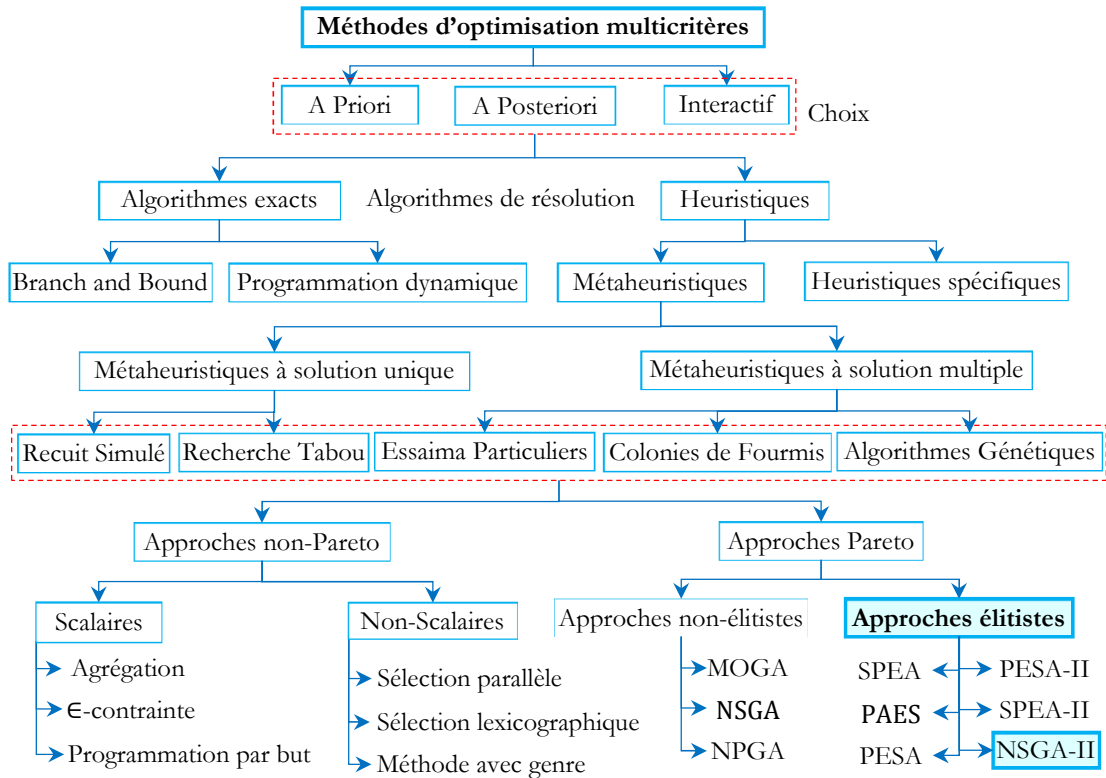 Méthodes d'optimisation multicritères
A Priori
A Posteriori
Interactif
Choix
Algorithmes exacts
Algorithmes de résolution
Heuristiques
Branch and Bound
Programmation dynamique
Métaheuristiques
Heuristiques spécifiques
Métaheuristiques à solution unique
Métaheuristiques à solution multiple
Recuit Simulé
Recherche Tabou
Essaima Particuliers
Colonies de Fourmis
Algorithmes Génétiques
Approches non-Pareto
Approches Pareto
Scalaires
Non-Scalaires
Approches non-élitistes
Approches élitistes
Agrégation
∈-contrainte
Programmation par but
Sélection parallèle
Sélection lexicographique
Méthode avec genre
MOGA
NSGA
NPGA
SPEA
PESA-II
PAES
SPEA-II
PESA
NSGA-II